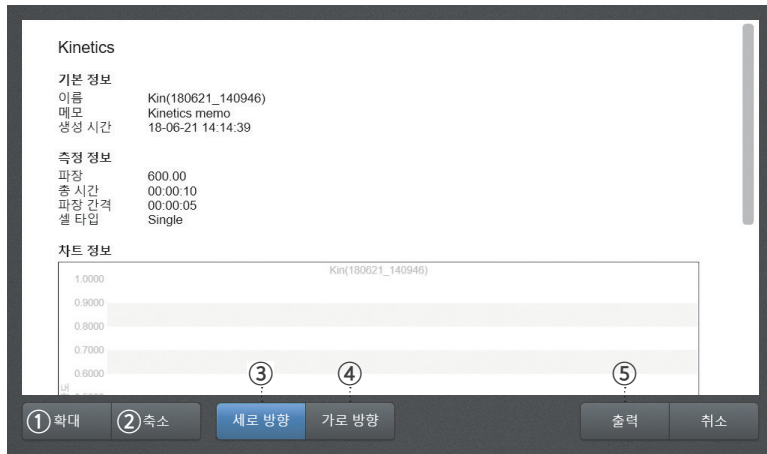 Kinetics
기본 정보
이름 Kin(180621_140946)
메모 Kinetics memo
생성 시간 18-06-21 14:14:39
측정 정보
파장 600.00
총 시간 00:00:10
파장 간격 00:00:05
셀 타입 Single
차트 정보
Kin(180621_140946)
1.0000
0.9000
0.8000
0.7000
0.6000
③ ④ ⑤
① 확대 ② 축소 세로 방향 가로 방향 출력 취소